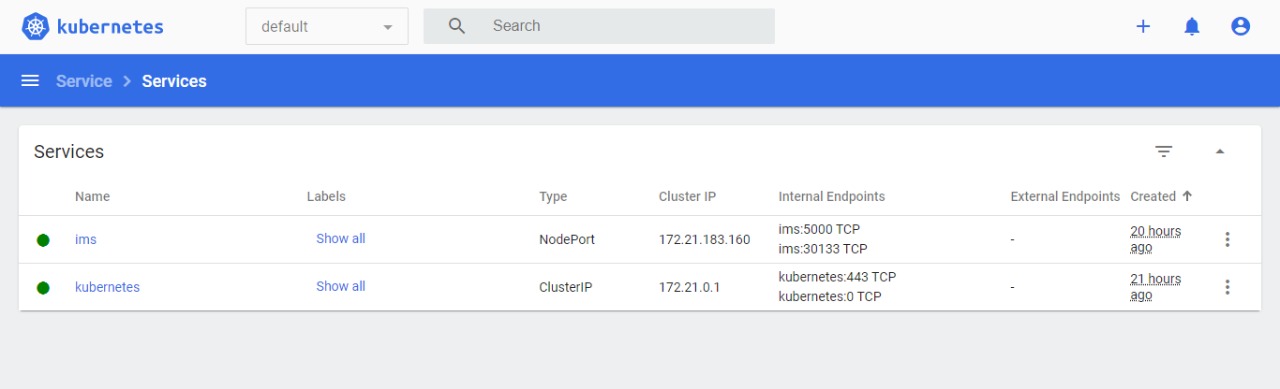 kubernetes
default
Search
Service > Services
Services
Name Labels Type Cluster IP Internal Endpoints External Endpoints Created
ims Show all NodePort 172.21.183.160 ims:5000 TCP - 20 hours
ims:30133 TCP ago
kubernetes Show all ClusterIP 172.21.0.1 kubernetes:443 TCP - 21 hours
kubernetes:0 TCP ago